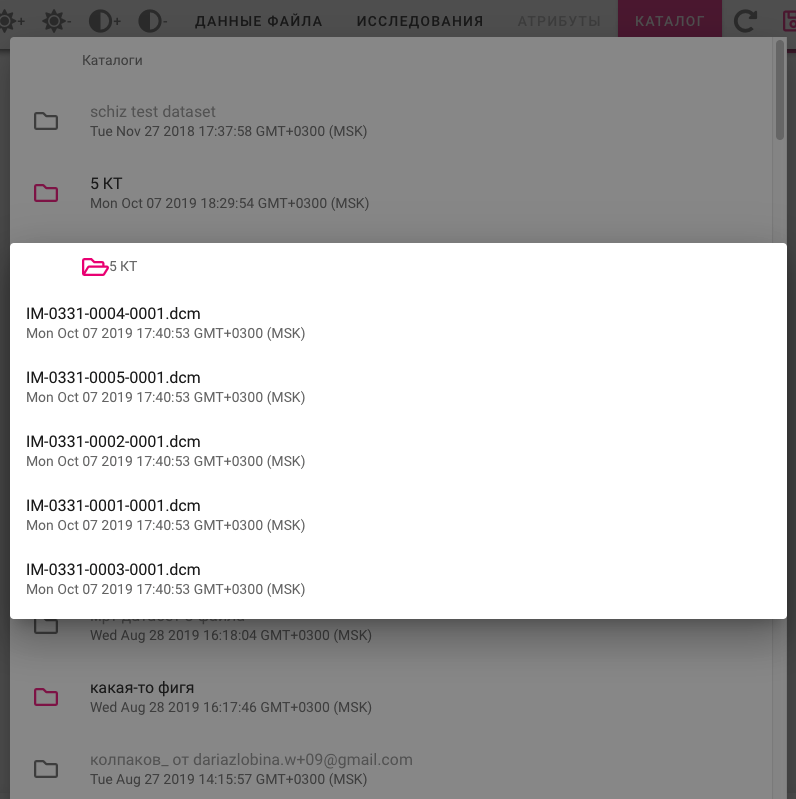 ДАННЫЕ ФАЙЛА ИССЛЕДОВАНИЯ АТРИБУТЫ КАТАЛОГ
Каталоги
schiz test dataset
Tue Nov 27 2018 17:37:58 GMT+0300 (MSK)
5 КТ
Mon Oct 07 2019 18:29:54 GMT+0300 (MSK)
5 КТ
IM-0331-0004-0001.dcm
Mon Oct 07 2019 17:40:53 GMT+0300 (MSK)
IM-0331-0005-0001.dcm
Mon Oct 07 2019 17:40:53 GMT+0300 (MSK)
IM-0331-0002-0001.dcm
Mon Oct 07 2019 17:40:53 GMT+0300 (MSK)
IM-0331-0001-0001.dcm
Mon Oct 07 2019 17:40:53 GMT+0300 (MSK)
IM-0331-0003-0001.dcm
Mon Oct 07 2019 17:40:53 GMT+0300 (MSK)
Wed Aug 28 2019 16:18:04 GMT+0300 (MSK)
какая-то фигя
Wed Aug 28 2019 16:17:46 GMT+0300 (MSK)
колпаков_ от dariazlobina.w+09@gmail.com
Tue Aug 27 2019 14:15:57 GMT+0300 (MSK)